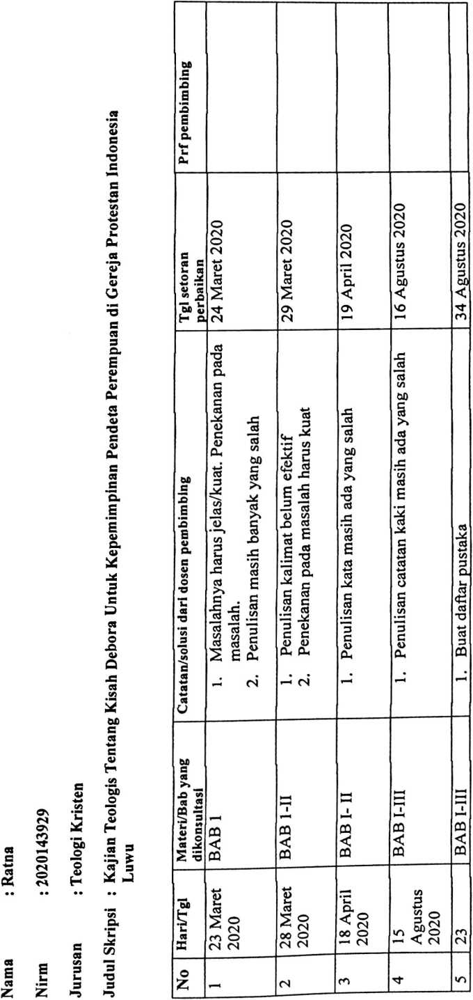 Nama : Ratna
Nirm : 2020143929
Jurusan : Teologi Kristen
Judul Skripsi : Kajian Teologis Tentang Kisah Debora Untuk Kepemimpinan Pendeta Perempuan di Gereja Protestan Indonesia
Luwu
No Hari/Tgl Materi/Bab yang dikonsultasi Catatan/solusi dari dosen pembimbing Tgl setoran perbaikan Prf pembimbing
1 23 Maret 2020 BAB 1 1. Masalahnya harus jelas/kuat. Penekanan pada 24 Maret 2020
masalah.
2. Penulisan masih banyak yang salah
2 28 Maret 2020 BAB 1-II 1. Penulisan kalimat belum efektif 29 Maret 2020
2. Penekanan pada masalah harus kuat
3 18 April 2020 BAB I- II 1. Penulisan kata masih ada yang salah 19 April 2020
4 15 Agustus 2020 BAB I-III 1. Penulisan catatan kaki masih ada yang salah 16 Agustus 2020
5 23 BAB I-III 1. Buat daftar pustaka 34 Agustus 2020